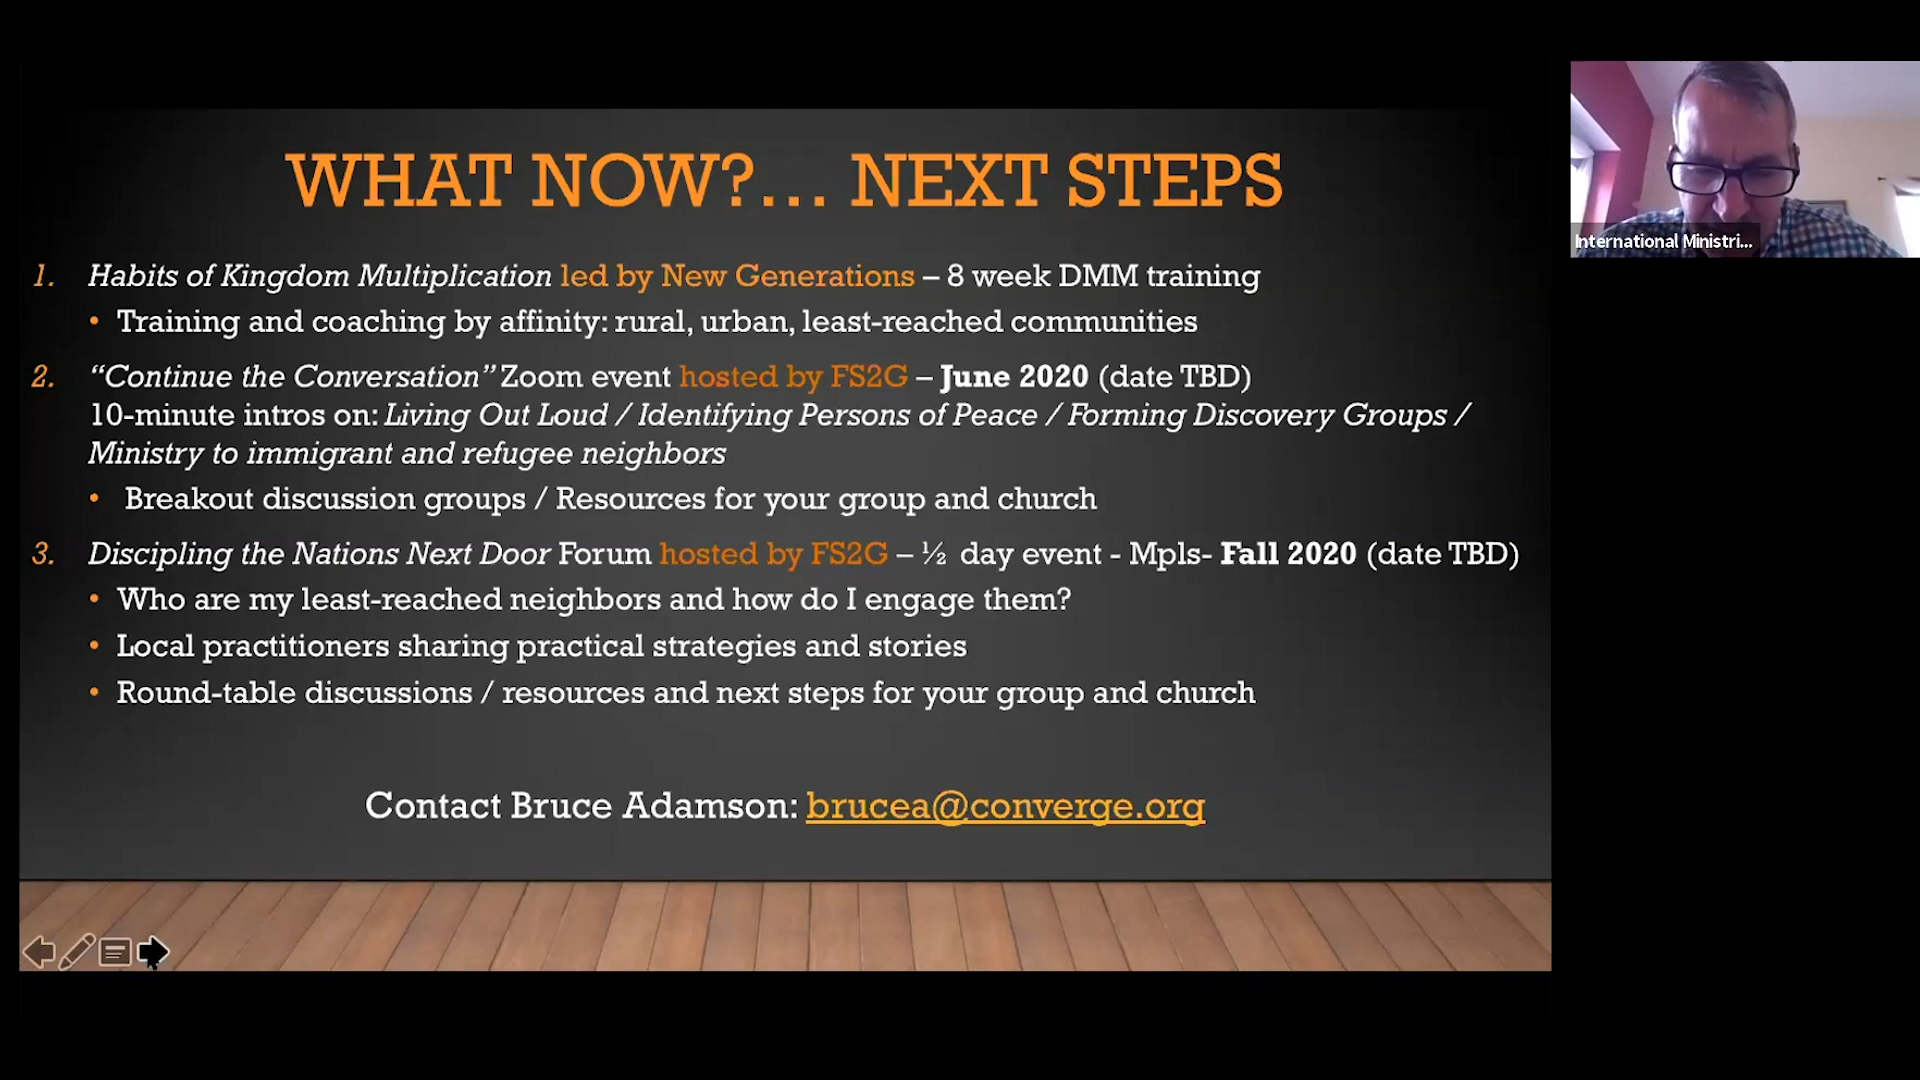 WHAT NOW?... NEXT STEPS
1. Habits of Kingdom Multiplication led by New Generations – 8 week DMM training
• Training and coaching by affinity: rural, urban, least-reached communities
2. “Continue the Conversation” Zoom event hosted by FS2G – June 2020 (date TBD)
10-minute intros on: Living Out Loud / Identifying Persons of Peace / Forming Discovery Groups /
Ministry to immigrant and refugee neighbors
• Breakout discussion groups / Resources for your group and church
3. Discipling the Nations Next Door Forum hosted by FS2G – ½ day event - Mpls- Fall 2020 (date TBD)
• Who are my least-reached neighbors and how do I engage them?
• Local practitioners sharing practical strategies and stories
• Round-table discussions / resources and next steps for your group and church
Contact Bruce Adamson: brucea@converge.org
International Ministri...